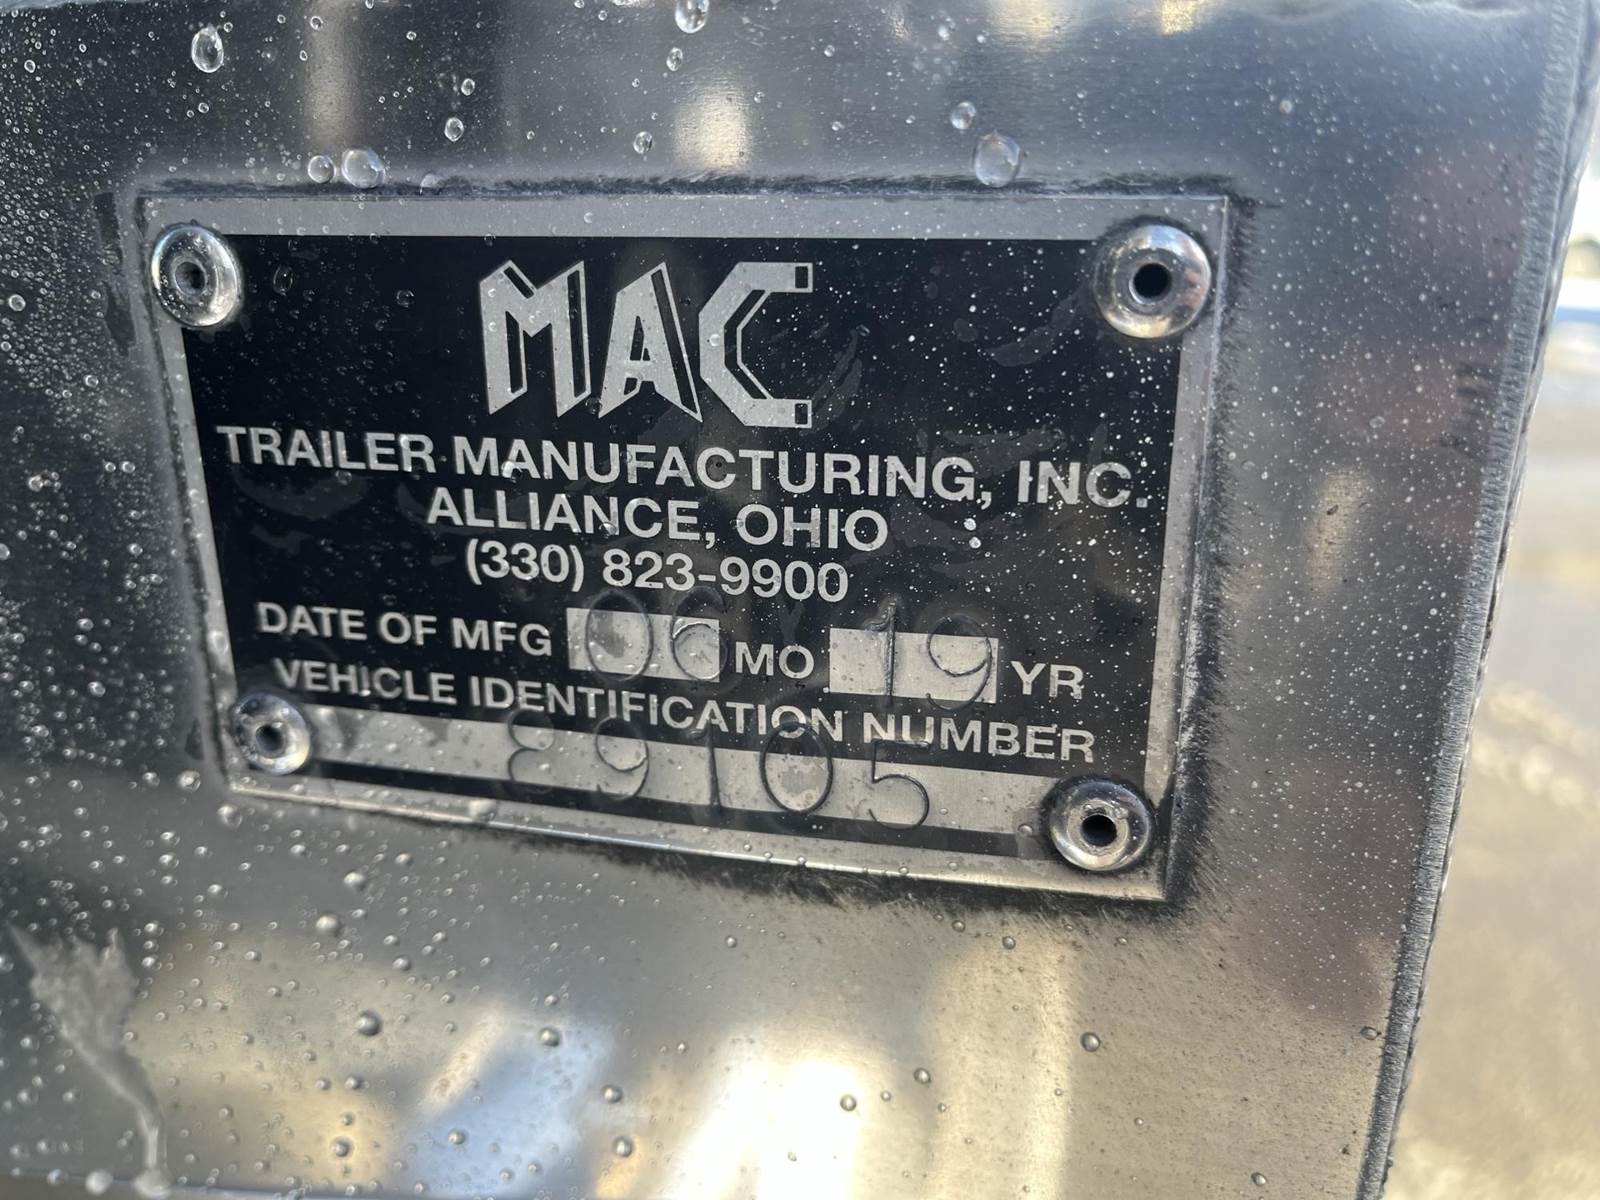 MAC
TRAILER MANUFACTURING, INC.
ALLIANCE, OHIO
(330) 823-9900
DATE OF MFG 06 MO 19 YR
VEHICLE IDENTIFICATION NUMBER
89105